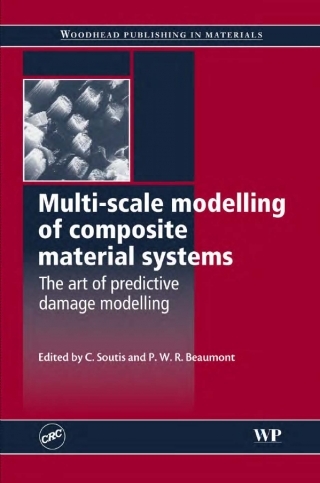 WOODHEAD PUBLISHING IN MATERIALS
Multi-scale modelling
of composite
material systems
The art of predictive
damage modelling
Edited by C. Soutis and P. W. R. Beaumont
CRC
WP